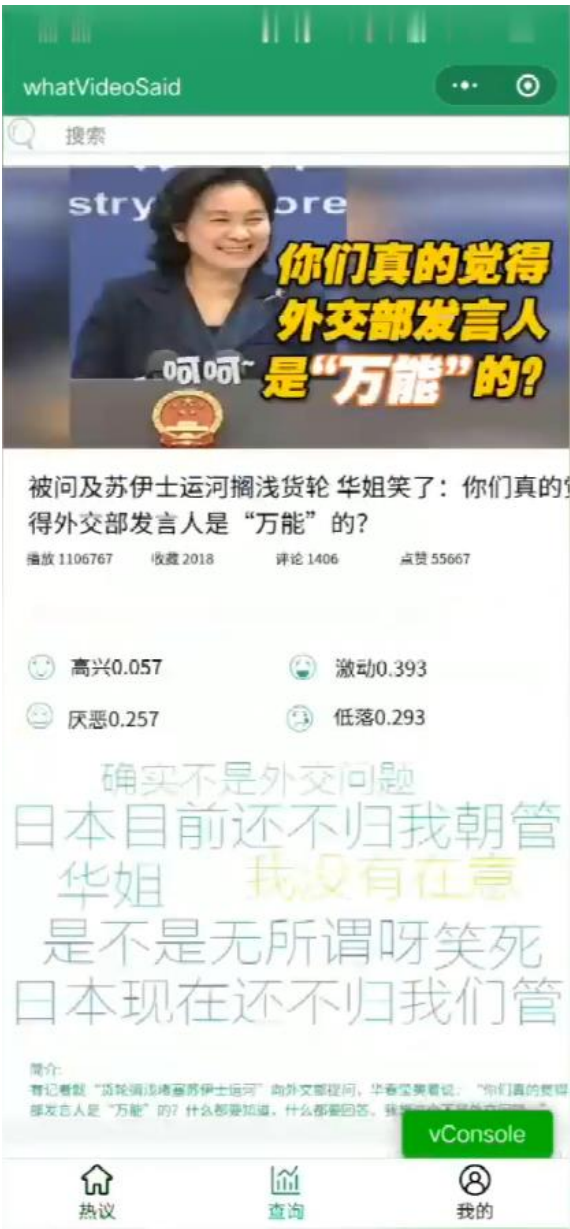 whatVideoSaid
搜索
stry ore
你们真的觉得
外交部发言人
呵呵~
是“万能”的?
被问及苏伊士运河搁浅货轮 华姐笑了：你们真的
得外交部发言人是“万能”的?
播放 1106767 收藏 2018 评论 1406 点赞 55667
高兴0.057 激动0.393
厌恶0.257 低落0.293
确实不是外交问题
日本目前还不归我朝管
华姐 我没有在意
是不是无所谓呀笑死
日本现在还不归我们管
简介:
有记者就“货轮搁浅堵塞苏伊士运河”向外交部提问，华春莹笑着说：“你们真的觉得
部发言人是“万能”的？什么都要知道，什么都要回答，
vConsole
热议 查询 我的